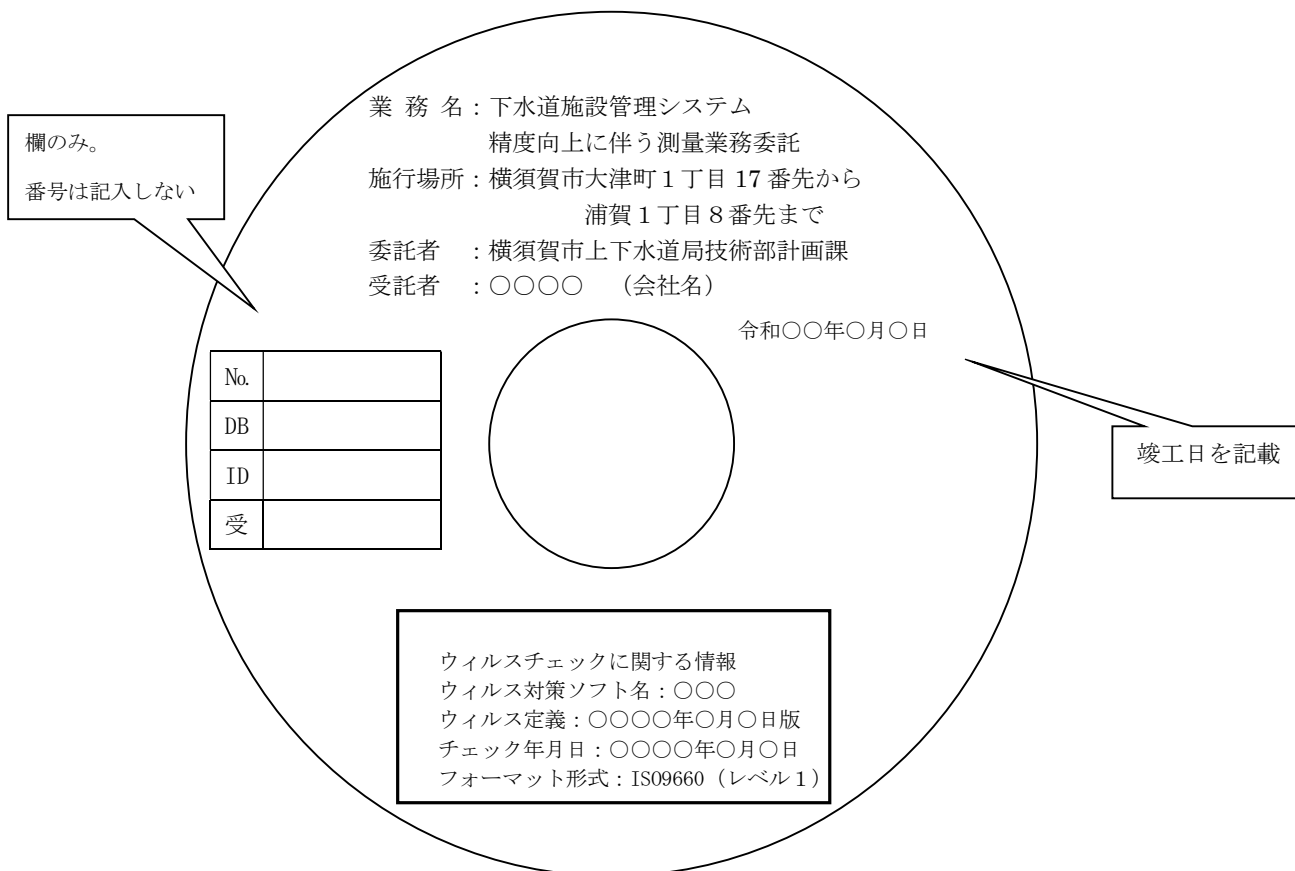 業 務 名：下水道施設管理システム
精度向上に伴う測量業務委託
施行場所：横須賀市大津町１丁目 17 番先から
浦賀１丁目８番先まで
委託者　：横須賀市上下水道局技術部計画課
受託者　：○○○○　（会社名）
欄のみ。
番号は記入しない
令和○○年○月○日
竣工日を記載
№
DB
ID
受
ウィルスチェックに関する情報
ウィルス対策ソフト名：○○○
ウィルス定義：○○○○年○月○日版
チェック年月日：○○○○年○月○日
フォーマット形式：ISO9660（レベル１）